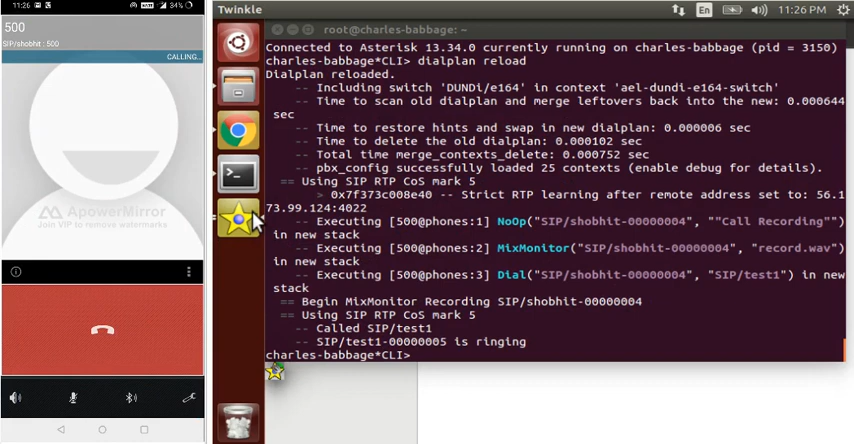 11:26
34%
500
SIP/shobhit : 500
CALLING...
ApowerMirror
Join VIP to remove watermarks
Twinkle
En
11:26 PM
root@charles-babbage: ~
Connected to Asterisk 13.34.0 currently running on charles-babbage (pid = 3150)
charles-babbage*CLI> dialplan reload
Dialplan reloaded.
-- Including switch 'DUNDi/e164' in context 'ael-dundi-e164-switch'
-- Time to scan old dialplan and merge leftovers back into the new: 0.000644
sec
-- Time to restore hints and swap in new dialplan: 0.000006 sec
-- Time to delete the old dialplan: 0.000102 sec
-- Total time merge_contexts_delete: 0.000752 sec
-- pbx_config successfully loaded 25 contexts (enable debug for details).
== Using SIP RTP CoS mark 5
> 0x7f373c008e40 -- Strict RTP learning after remote address set to: 56.1
73.99.124:4022
-- Executing [500@phones:1] NoOp("SIP/shobhit-00000004", ""Call Recording"")
in new stack
-- Executing [500@phones:2] MixMonitor("SIP/shobhit-00000004", "record.wav")
in new stack
-- Executing [500@phones:3] Dial("SIP/shobhit-00000004", "SIP/test1") in new
stack
== Begin MixMonitor Recording SIP/shobhit-00000004
== Using SIP RTP CoS mark 5
-- Called SIP/test1
-- SIP/test1-00000005 is ringing
charles-babbage*CLI>